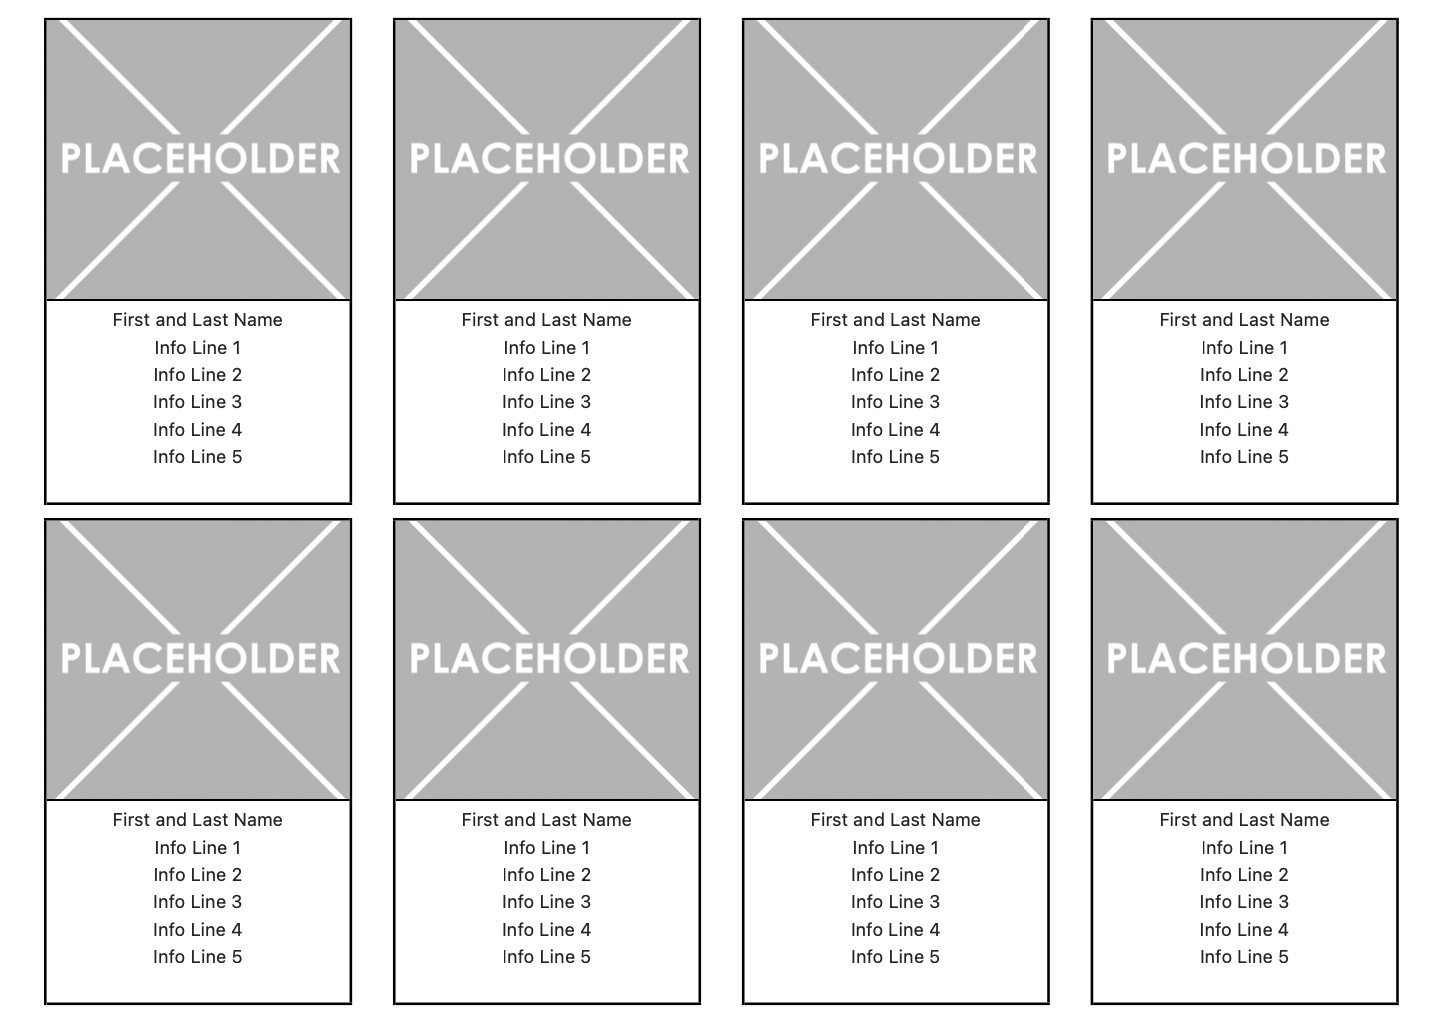 PLACEHOLDER
First and Last Name
Info Line 1
Info Line 2
Info Line 3
Info Line 4
Info Line 5
PLACEHOLDER
First and Last Name
Info Line 1
Info Line 2
Info Line 3
Info Line 4
Info Line 5
PLACEHOLDER
First and Last Name
Info Line 1
Info Line 2
Info Line 3
Info Line 4
Info Line 5
PLACEHOLDER
First and Last Name
Info Line 1
Info Line 2
Info Line 3
Info Line 4
Info Line 5
PLACEHOLDER
First and Last Name
Info Line 1
Info Line 2
Info Line 3
Info Line 4
Info Line 5
PLACEHOLDER
First and Last Name
Info Line 1
Info Line 2
Info Line 3
Info Line 4
Info Line 5
PLACEHOLDER
First and Last Name
Info Line 1
Info Line 2
Info Line 3
Info Line 4
Info Line 5
PLACEHOLDER
First and Last Name
Info Line 1
Info Line 2
Info Line 3
Info Line 4
Info Line 5